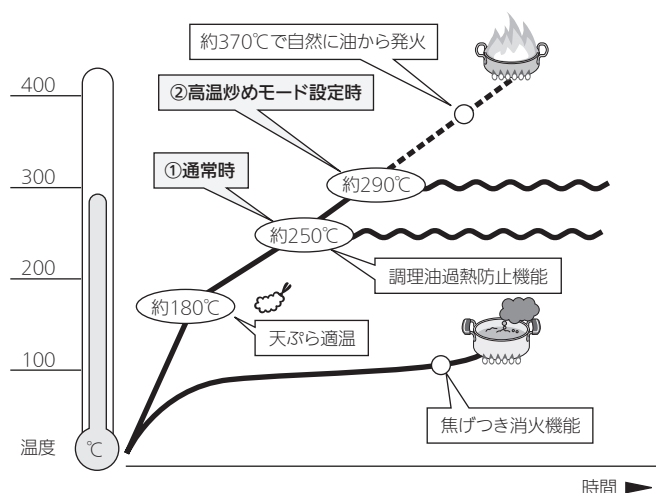 約370℃で自然に油から発火
400
②高温炒めモード設定時
①通常時
300
約290℃
約250℃
200
調理油過熱防止機能
約180℃
天ぷら適温
100
焦げつき消火機能
温度
℃
時間 ▶